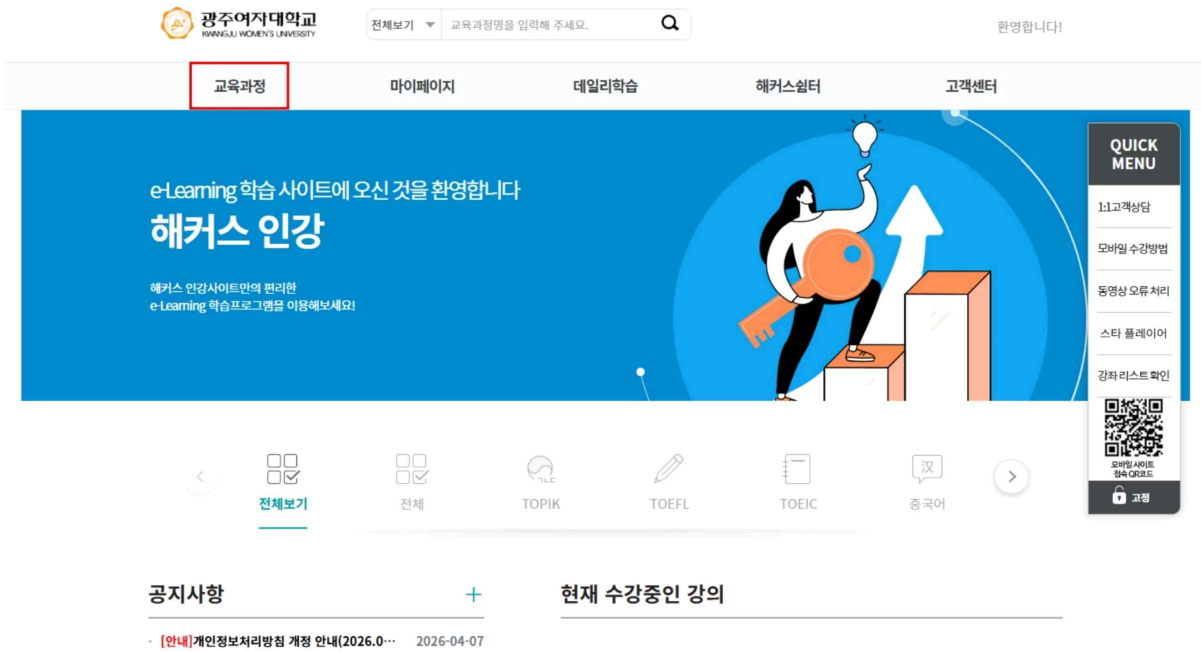 광주여자대학교
KWANGJU WOMEN'S UNIVERSITY
전체보기
교육과정명을 입력해 주세요.
환영합니다!
교육과정
마이페이지
데일리학습
해커스쉼터
고객센터
e-Learning 학습 사이트에 오신 것을 환영합니다
해커스 인강
해커스 인강사이트만의 편리한
e-Learning 학습프로그램을 이용해보세요!
QUICK
MENU
1:1고객상담
모바일 수강방법
동영상 오류 처리
스타 플레이어
강좌 리스트 확인
모바일 사이트
접속 QR코드
고정
전체보기
전체
TOPIK
TOEFL
TOEIC
汉
중국어
공지사항
현재 수강중인 강의
· [안내]개인정보처리방침 개정 안내(2026.0··· 2026-04-07